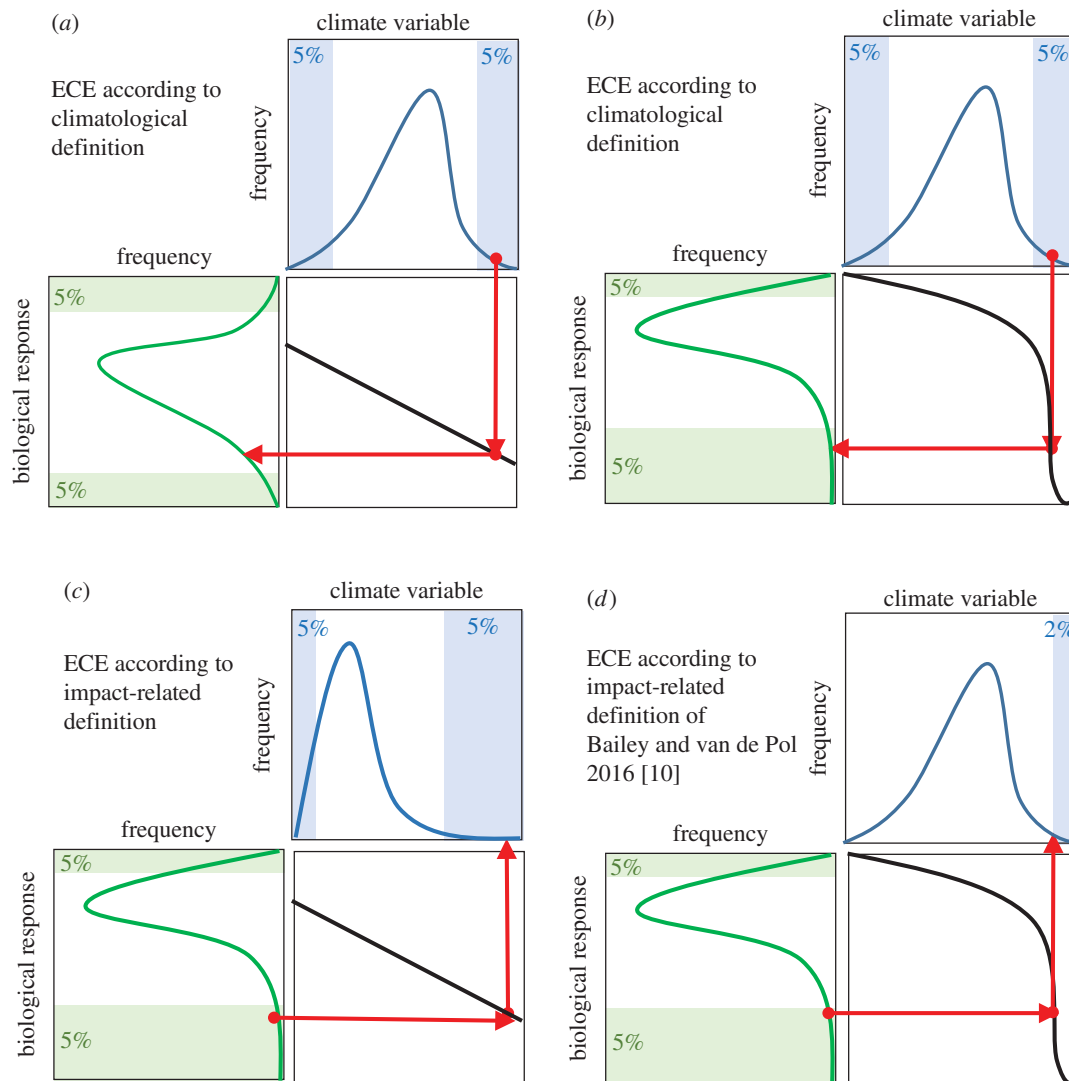 (a)
climate variable
5%
5%
ECE according to
climatological
definition
frequency
frequency
5%
5%
biological response
(b)
climate variable
5%
5%
ECE according to
climatological
definition
frequency
frequency
5%
5%
biological response
(c)
climate variable
5%
5%
ECE according to
impact-related
definition
frequency
frequency
5%
5%
biological response
(d)
climate variable
2%
ECE according to
impact-related
definition of
Bailey and van de Pol
2016 [10]
frequency
frequency
5%
5%
biological response